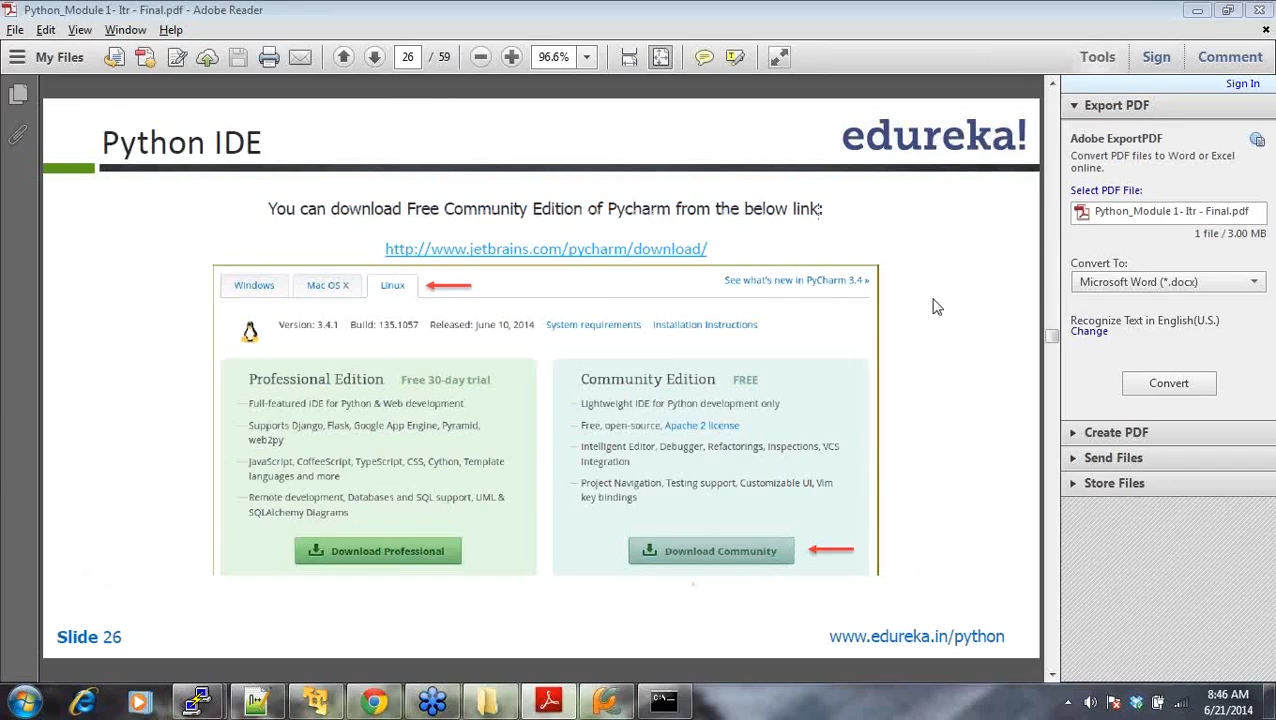 Python_Module 1- Itr - Final.pdf - Adobe Reader
File Edit View Window Help
My Files 26 / 59 96.6% Tools Sign Comment
Sign In
Export PDF
Adobe ExportPDF
Convert PDF files to Word or Excel
online.
Select PDF File:
Python_Module 1- Itr - Final.pdf
1 file / 3.00 MB
Convert To:
Microsoft Word (*.docx)
Recognize Text in English(U.S.)
Change
Convert
Create PDF
Send Files
Store Files
Python IDE
edureka!
You can download Free Community Edition of Pycharm from the below link:
http://www.jetbrains.com/pycharm/download/
Windows Mac OS X Linux See what's new in PyCharm 3.4 »
Version: 3.4.1 Build: 135.1057 Released: June 10, 2014 System requirements Installation Instructions
Professional Edition Free 30-day trial
Full-featured IDE for Python & Web development
Supports Django, Flask, Google App Engine, Pyramid,
web2py
JavaScript, CoffeeScript, TypeScript, CSS, Cython, Template
languages and more
Remote development, Databases and SQL support, UML &
SQLAlchemy Diagrams
Download Professional
Community Edition FREE
Lightweight IDE for Python development only
Free, open-source, Apache 2 license
Intelligent Editor, Debugger, Refactorings, Inspections, VCS
Integration
Project Navigation, Testing support, Customizable UI, Vim
key bindings
Download Community
Slide 26
www.edureka.in/python
8:46 AM
6/21/2014